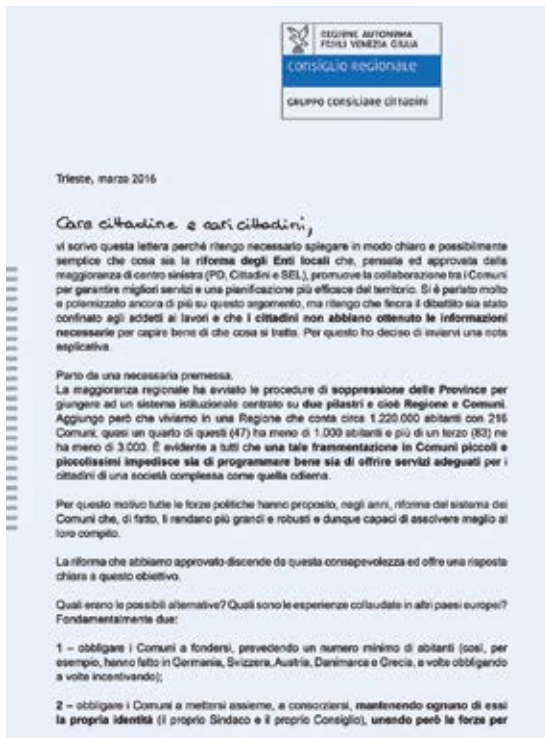 REGIONE AUTONOMA
FRIULI VENEZIA GIULIA
CONSIGLIO REGIONALE
GRUPPO CONSILIARE CITTADINI
Trieste, marzo 2016
Care cittadine e cari cittadini,
vi scrivo questa lettera perché ritengo necessario spiegare in modo chiaro e possibilmente
semplice che cosa sia la riforma degli Enti locali che, pensata ed approvata dalla
maggioranza di centro sinistra (PD, Cittadini e SEL), promuove la collaborazione tra i Comuni
per garantire migliori servizi e una pianificazione più efficace del territorio. Si è parlato molto
e polemizzato ancora di più su questo argomento, ma ritengo che finora il dibattito sia stato
confinato agli addetti ai lavori e che i cittadini non abbiano ottenuto le informazioni
necessarie per capire bene di che cosa si tratta. Per questo ho deciso di inviarvi una nota
esplicativa.
Parto da una necessaria premessa.
La maggioranza regionale ha avviato le procedure di soppressione delle Province per
giungere ad un sistema istituzionale centrato su due pilastri e cioè Regione e Comuni.
Aggiungo però che viviamo in una Regione che conta circa 1.220.000 abitanti con 216
Comuni, quasi un quarto di questi (47) ha meno di 1.000 abitanti e più di un terzo (83) ne
ha meno di 3.000. È evidente a tutti che una tale frammentazione in Comuni piccoli e
piccolissimi impedisce sia di programmare bene sia di offrire servizi adeguati per i
cittadini di una società complessa come quella odierna.
Per questo motivo tutte le forze politiche hanno proposto, negli anni, riforme del sistema dei
Comuni che, di fatto, li rendano più grandi e robusti e dunque capaci di assolvere meglio al
loro compito.
La riforma che abbiamo approvato discende da questa consapevolezza ed offre una risposta
chiara a questo obiettivo.
Quali erano le possibili alternative? Quali sono le esperienze collaudate in altri paesi europei?
Fondamentalmente due:
1 – obbligare i Comuni a fondersi, prevedendo un numero minimo di abitanti (così, per
esempio, hanno fatto in Germania, Svizzera, Austria, Danimarca e Grecia, a volte obbligando
a volte incentivando);
2 – obbligare i Comuni a mettersi assieme, a consorziarsi, mantenendo ognuno di essi
la propria identità (il proprio Sindaco e il proprio Consiglio), unendo però le forze per